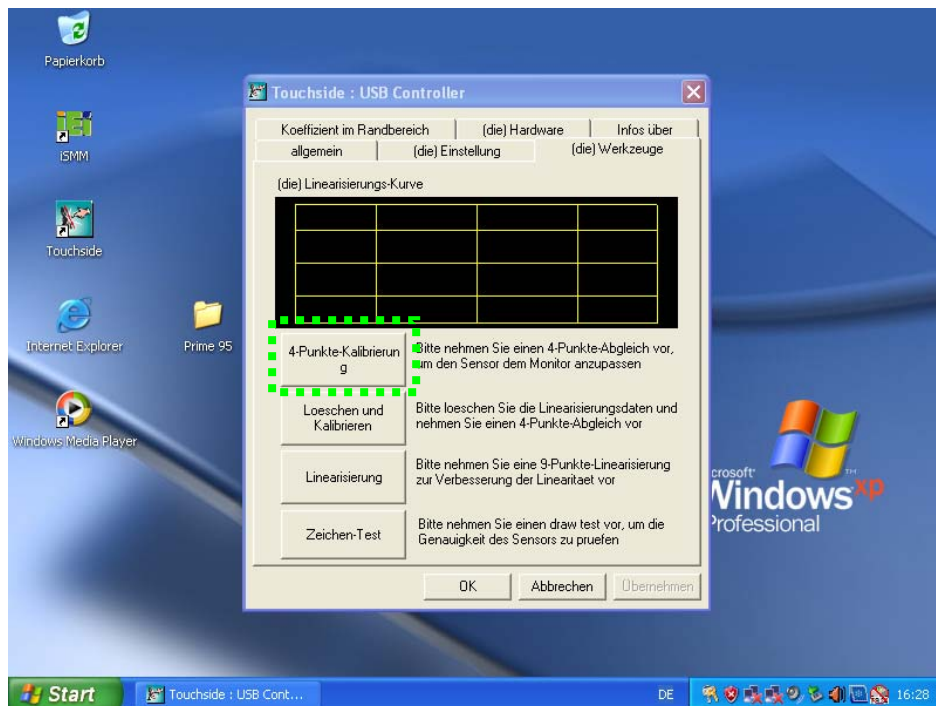 Papierkorb
iEi
iSMM
Touchside
Internet Explorer
Prime 95
Windows Media Player
Touchside : USB Controller
Koeffizient im Randbereich
(die) Hardware
Infos über
allgemein
(die) Einstellung
(die) Werkzeuge
(die) Linearisierungs-Kurve
4-Punkte-Kalibrierun
g
Bitte nehmen Sie einen 4-Punkte-Abgleich vor,
um den Sensor dem Monitor anzupassen
Loeschen und
Kalibrieren
Bitte loeschen Sie die Linearisierungsdaten und
nehmen Sie einen 4-Punkte-Abgleich vor
Linearisierung
Bitte nehmen Sie eine 9-Punkte-Linearisierung
zur Verbesserung der Linearitaet vor
Zeichen-Test
Bitte nehmen Sie einen draw test vor, um die
Genauigkeit des Sensors zu pruefen
OK
Abbrechen
Übernehmen
crosoft
Windows xp
Professional
Start
Touchside : USB Cont...
DE
16:28